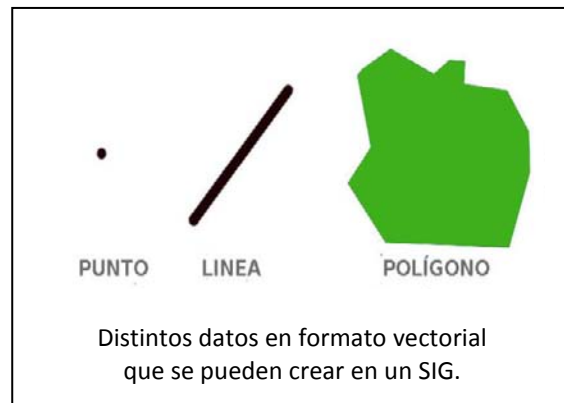 PUNTO LINEA POLÍGONO
Distintos datos en formato vectorial
que se pueden crear en un SIG.